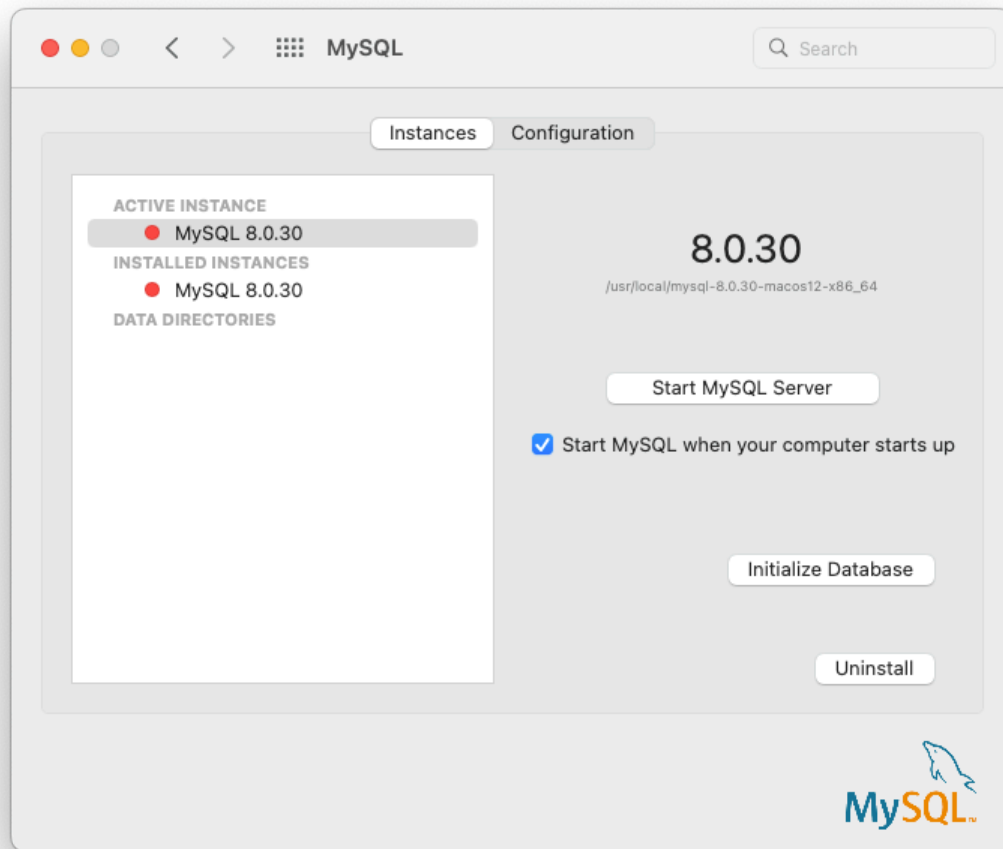 MySQL
Search
Instances
Configuration
ACTIVE INSTANCE
MySQL 8.0.30
INSTALLED INSTANCES
MySQL 8.0.30
DATA DIRECTORIES
8.0.30
/usr/local/mysql-8.0.30-macos12-x86_64
Start MySQL Server
Start MySQL when your computer starts up
Initialize Database
Uninstall
MySQL™